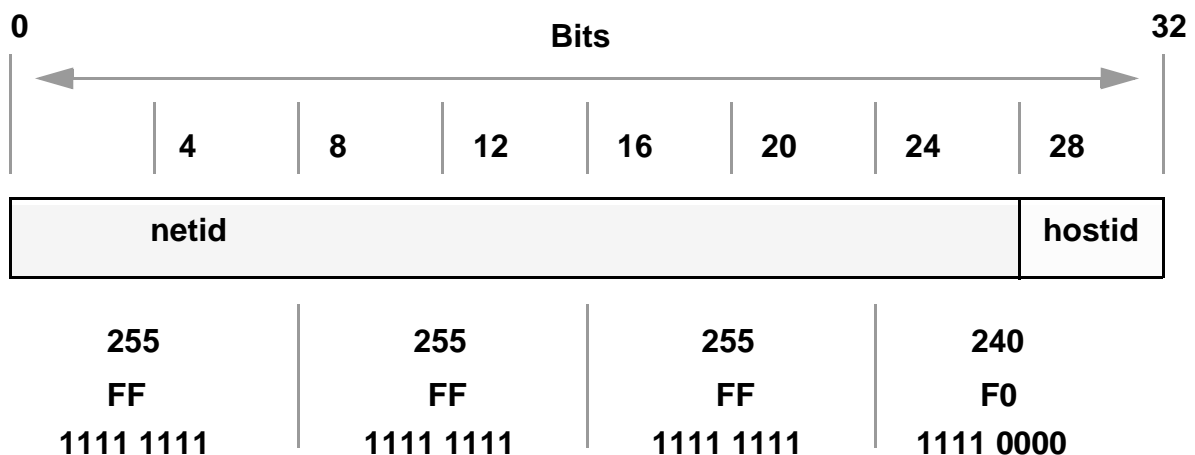 0 Bits 32
4 8 12 16 20 24 28
netid hostid
255 255 255 240
FF FF FF F0
1111 1111 1111 1111 1111 1111 1111 0000